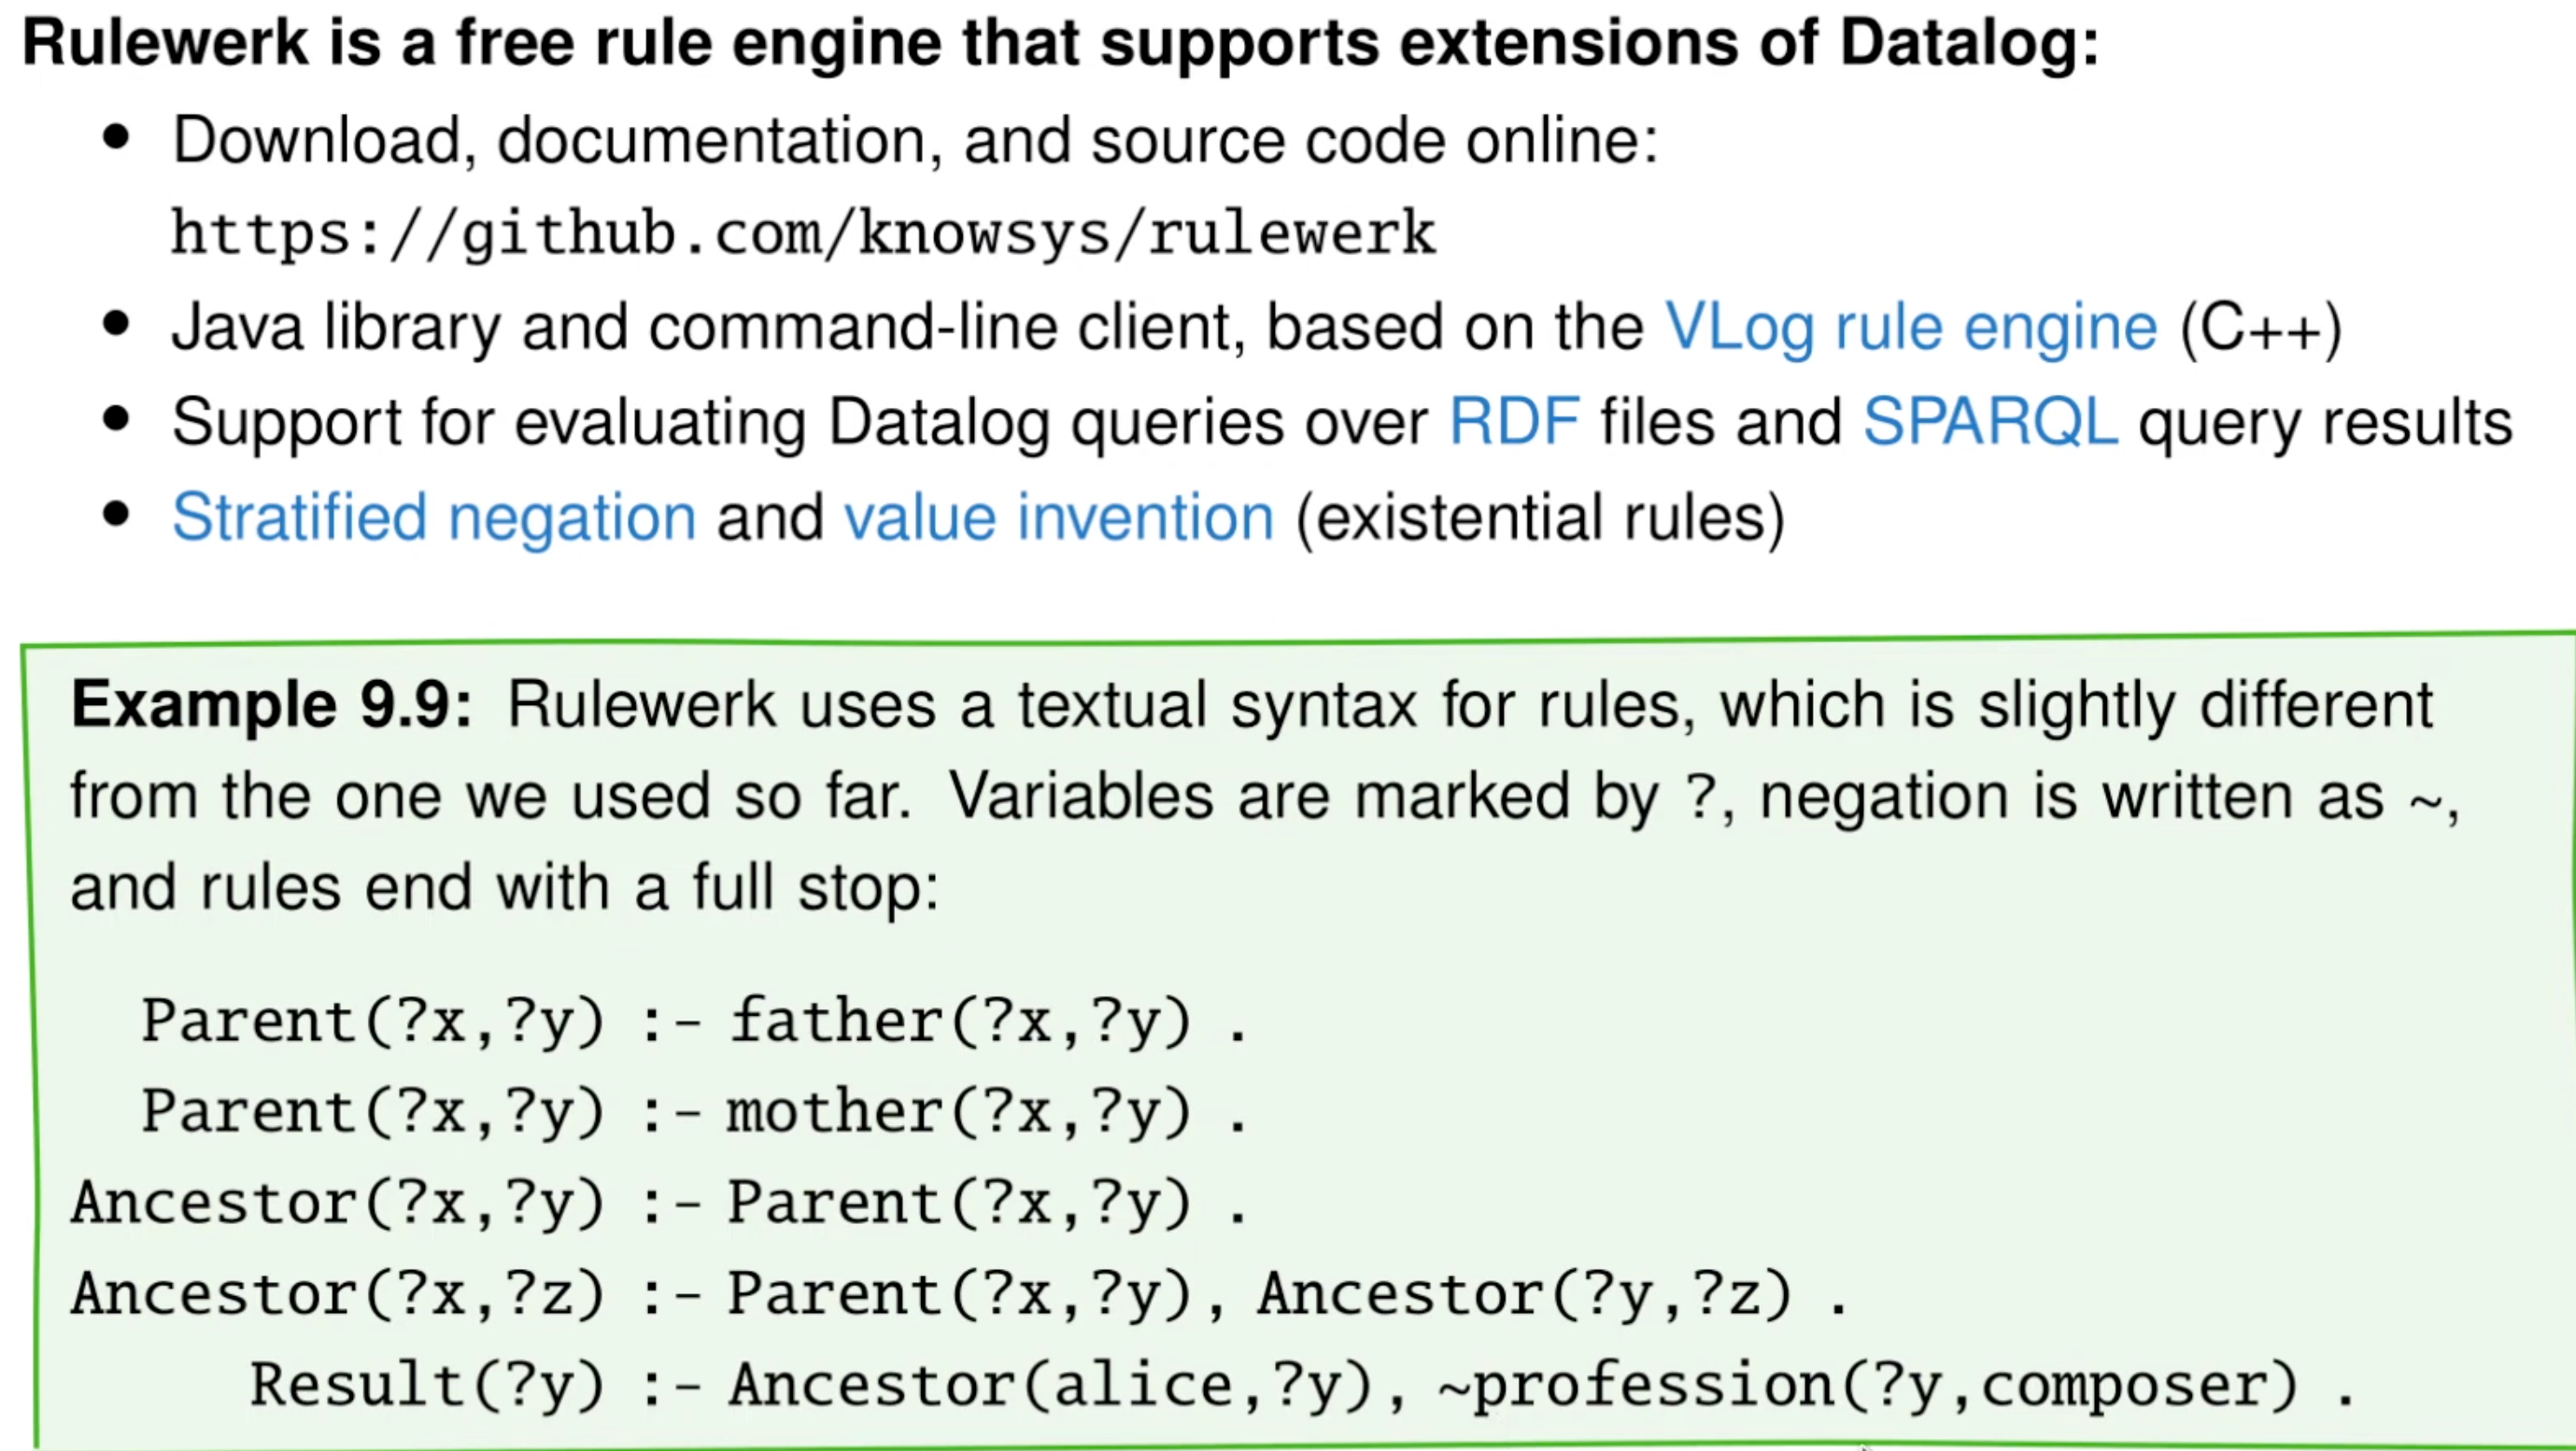 Rulewerk is a free rule engine that supports extensions of Datalog:
• Download, documentation, and source code online:
https://github.com/knowsys/rulewerk
• Java library and command-line client, based on the VLog rule engine (C++)
• Support for evaluating Datalog queries over RDF files and SPARQL query results
• Stratified negation and value invention (existential rules)
Example 9.9: Rulewerk uses a textual syntax for rules, which is slightly different
from the one we used so far. Variables are marked by ?, negation is written as ~,
and rules end with a full stop:
Parent(?x,?y) :- father(?x,?y) .
Parent(?x,?y) :- mother(?x,?y) .
Ancestor(?x,?y) :- Parent(?x,?y) .
Ancestor(?x,?z) :- Parent(?x,?y), Ancestor(?y,?z) .
Result(?y) :- Ancestor(alice,?y), ~profession(?y,composer) .